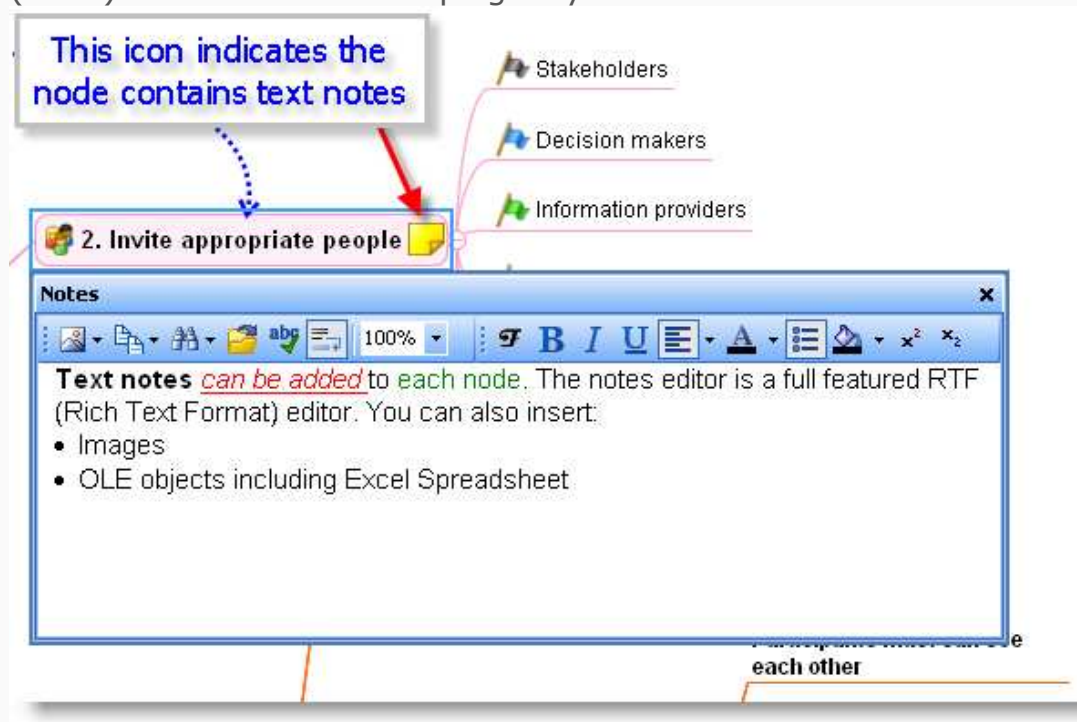 This icon indicates the
node contains text notes
Stakeholders
Decision makers
Information providers
2. Invite appropriate people
Notes
100%
B I U A x² x₂
Text notes can be added to each node. The notes editor is a full featured RTF
(Rich Text Format) editor. You can also insert:
• Images
• OLE objects including Excel Spreadsheet
each other